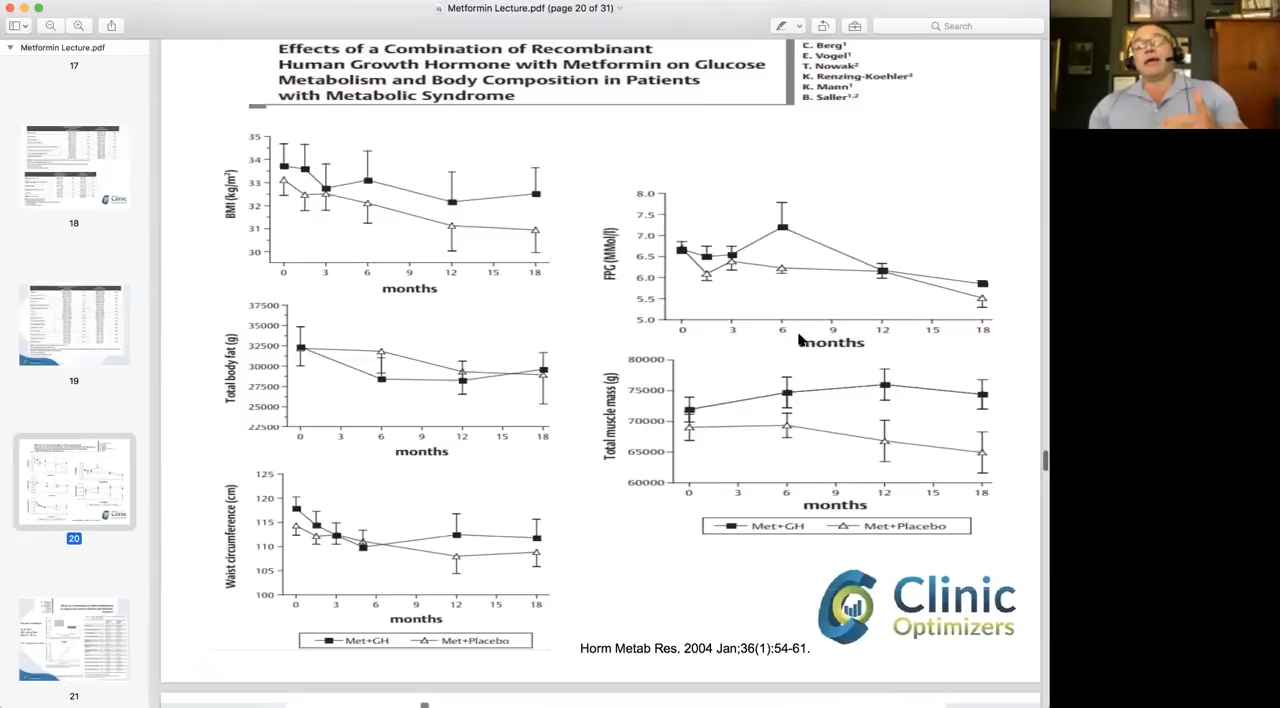 Metformin Lecture.pdf (page 20 of 31)
Search
Metformin Lecture.pdf
17
18
19
20
21
Clinic
Clinic
Effects of a Combination of Recombinant
Human Growth Hormone with Metformin on Glucose
Metabolism and Body Composition in Patients
with Metabolic Syndrome
C. Berg¹
E. Vogel¹
T. Nowak²
K. Renzing-Koehler³
K. Mann¹
B. Saller¹,²
BMI (kg/m²)
35
34
33
32
31
30
0 3 6 9 12 15 18
months
Total body fat (g)
37500
35000
32500
30000
27500
25000
22500
0 3 6 9 12 15 18
months
Waist circumference (cm)
125
120
115
110
105
100
0 3 6 9 12 15 18
months
Met+GH Met+Placebo
FPG (MMol/l)
8.0
7.5
7.0
6.5
6.0
5.5
5.0
0 3 6 9 12 15 18
months
Total muscle mass (g)
80000
75000
70000
65000
60000
0 3 6 9 12 15 18
months
Met+GH Met+Placebo
Clinic
Optimizers
Horm Metab Res. 2004 Jan;36(1):54-61.